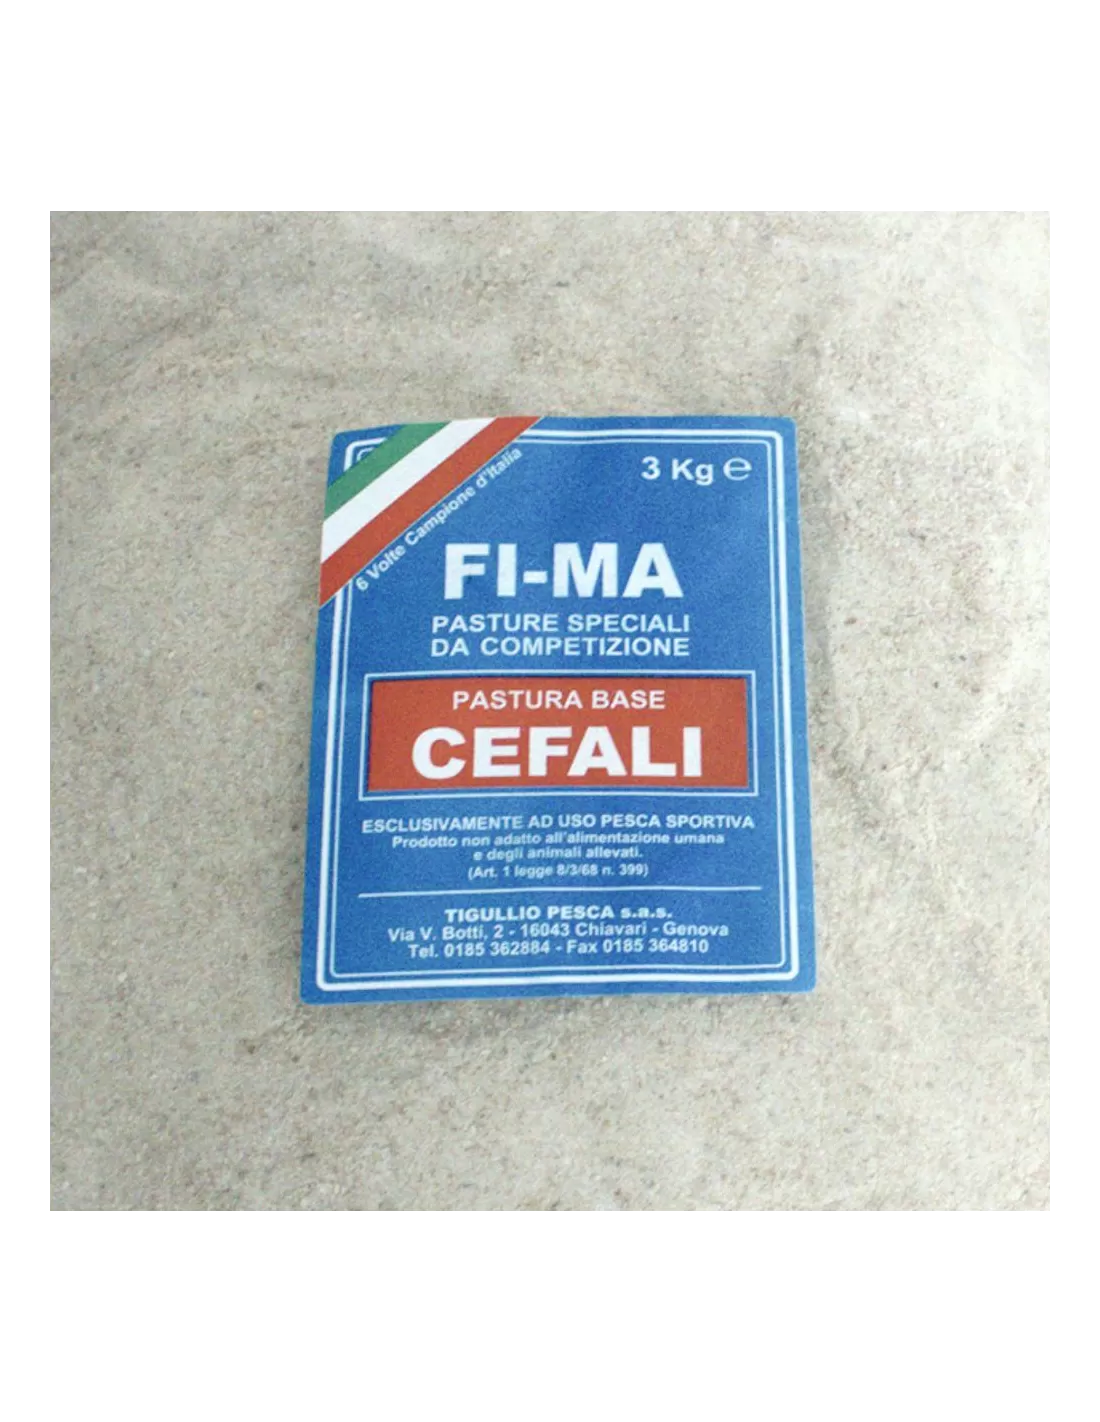 6 Volte Campione d'Italia
3 Kg ℮
FI-MA
PASTURE SPECIALI
DA COMPETIZIONE
PASTURA BASE
CEFALI
ESCLUSIVAMENTE AD USO PESCA SPORTIVA
Prodotto non adatto all'alimentazione umana
e degli animali allevati.
(Art. 1 legge 8/3/68 n. 399)
TIGULLIO PESCA s.a.s.
Via V. Botti, 2 - 16043 Chiavari - Genova
Tel. 0185 362884 - Fax 0185 364810